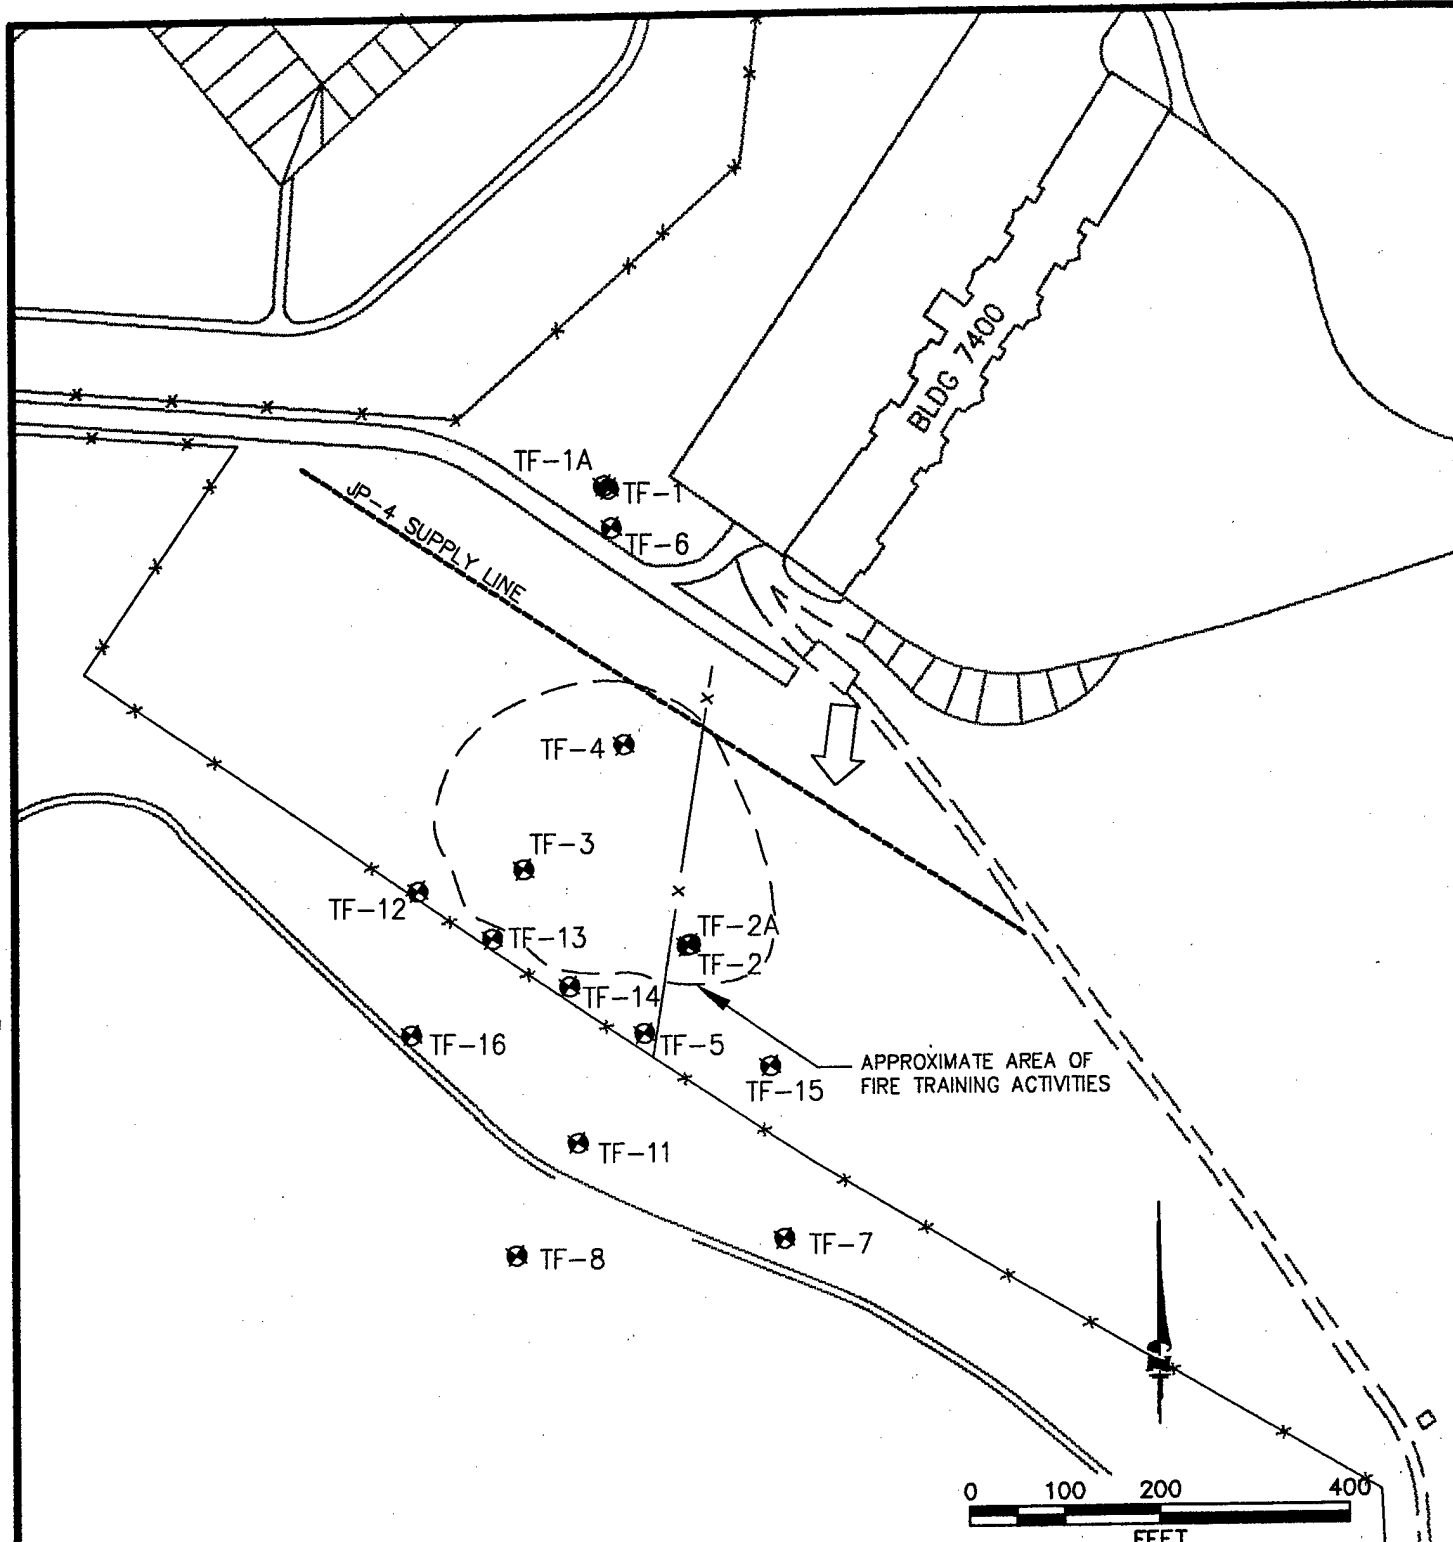 BLDG 7400
TF-1A
TF-1
TF-6
JP-4 SUPPLY LINE
TF-4
TF-3
TF-12
TF-13
TF-2A
TF-2
TF-14
TF-16
TF-5
TF-15
APPROXIMATE AREA OF
FIRE TRAINING ACTIVITIES
TF-11
TF-7
TF-8
0 100 200 400
FEET